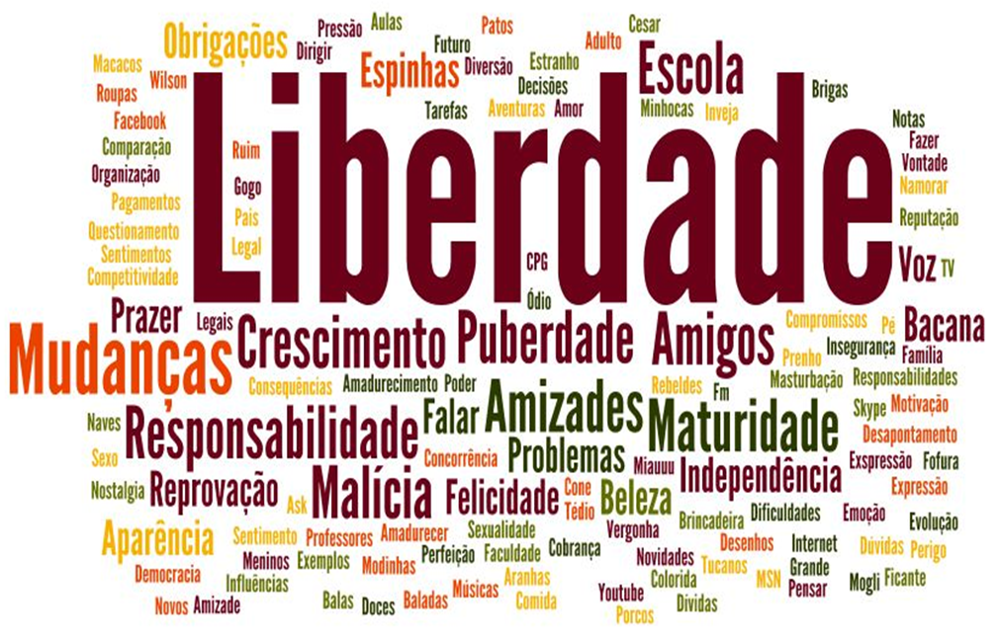 Obrigações
Pressão
Aulas
Dirigir
Futuro
Patos
Diversão
Espinhas
Estranho
Decisões
Adulto
Cesar
Escola
Macacos
Wilson
Roupas
Tarefas
Aventuras
Amor
Minhocas
Inveja
Brigas
Facebook
Comparação
Organização
Pagamentos
Questionamento
Sentimentos
Competitividade
Ruim
Gogo
Pais
Legal
Liberdade
CPG
Ódio
Notas
Fazer
Vontade
Namorar
Reputação
Voz
TV
Prazer
Legais
Mudanças
Crescimento
Puberdade
Amigos
Compromissos
Pé
Bacana
Prenho
Insegurança
Família
Consequências
Amadurecimento
Poder
Rebeldes
Fm
Masturbação
Responsabilidades
Naves
Responsabilidade
Falar
Amizades
Maturidade
Skype
Motivação
Desapontamento
Sexo
Concorrência
Problemas
Miauuu
Independência
Exspressão
Fofura
Nostalgia
Reprovação
Ask
Malícia
Felicidade
Cone
Tédio
Beleza
Expressão
Aparência
Sentimento
Professores
Amadurecer
Sexualidade
Vergonha
Brincadeira
Dificuldades
Emoção
Evolução
Meninos
Exemplos
Modinhas
Perfeição
Faculdade
Cobrança
Novidades
Desenhos
Internet
Dúvidas
Perigo
Democracia
Influências
Aranhas
Colorida
Tucanos
MSN
Grande
Pensar
Mogli
Ficante
Novos
Amizade
Balas
Doces
Baladas
Músicas
Comida
Youtube
Porcos
Dívidas